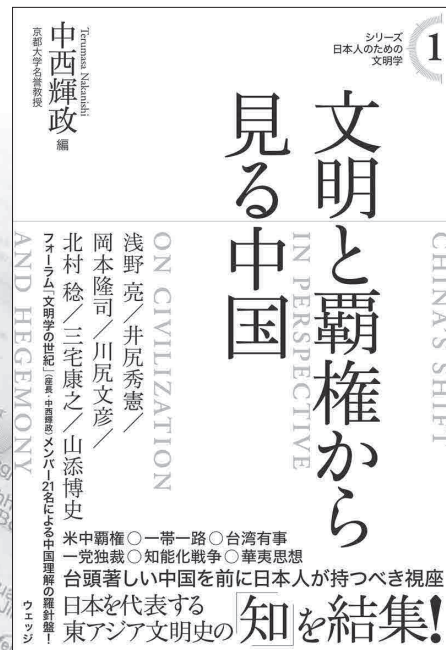 シリーズ
日本人のための
文明学
1
文明と覇権から
見る中国
Terumasa Nakanishi
中西輝政 編
京都大学名誉教授
CHINA'S SHIFT
IN PERSPECTIVE
ON CIVILIZATION
AND HEGEMONY
浅野 亮／井尻秀憲／
岡本隆司／川尻文彦／
北村 稔／三宅康之／山添博史
フォーラム「文明学の世紀」(座長・中西輝政)メンバー21名による中国理解の羅針盤！
米中覇権○一帯一路○台湾有事
一党独裁○知能化戦争○華夷思想
台頭著しい中国を前に日本人が持つべき視座
日本を代表する
東アジア文明史の「知」を結集！
ウェッジ